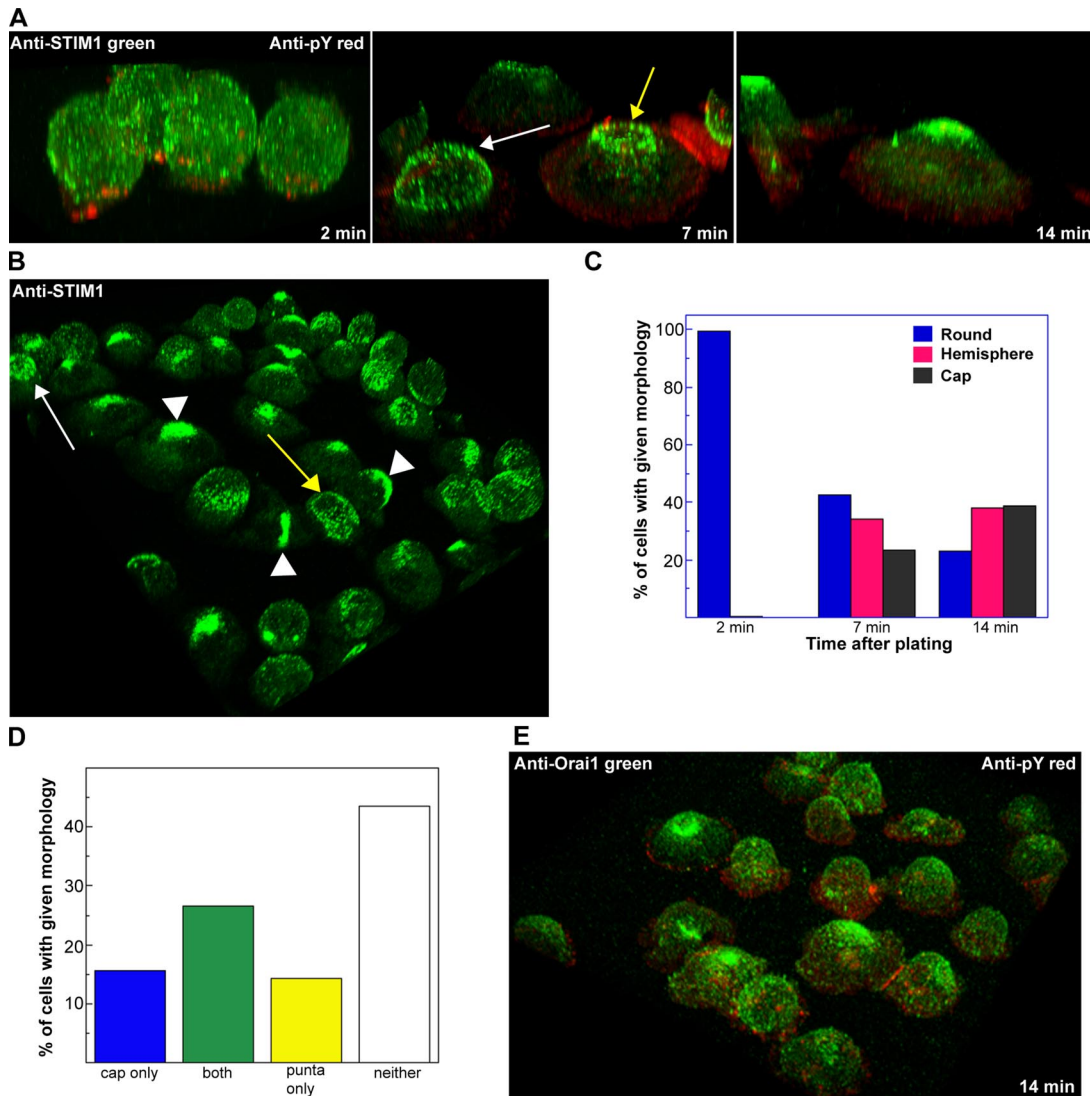 A
Anti-STIM1 green
Anti-pY red
2 min
7 min
14 min
B
Anti-STIM1
C
% of cells with given morphology
100
80
60
40
20
Round
Hemisphere
Cap
2 min
7 min
14 min
Time after plating
D
% of cells with given morphology
40
30
20
10
cap only
both
punta
only
neither
E
Anti-Orai1 green
Anti-pY red
14 min